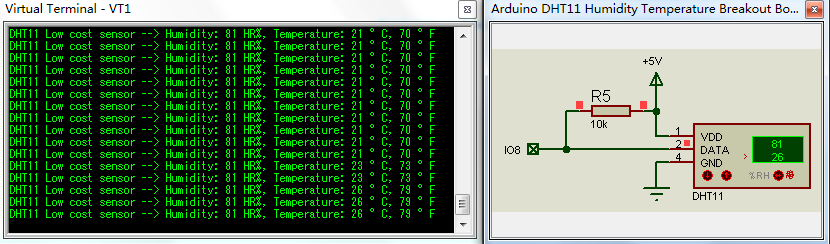 Virtual Terminal - VT1
DHT11 Low cost sensor --> Humidity: 81 HR%, Temperature: 21 ° C, 70 ° F
DHT11 Low cost sensor --> Humidity: 81 HR%, Temperature: 21 ° C, 70 ° F
DHT11 Low cost sensor --> Humidity: 81 HR%, Temperature: 21 ° C, 70 ° F
DHT11 Low cost sensor --> Humidity: 81 HR%, Temperature: 21 ° C, 70 ° F
DHT11 Low cost sensor --> Humidity: 81 HR%, Temperature: 21 ° C, 70 ° F
DHT11 Low cost sensor --> Humidity: 81 HR%, Temperature: 21 ° C, 70 ° F
DHT11 Low cost sensor --> Humidity: 81 HR%, Temperature: 21 ° C, 70 ° F
DHT11 Low cost sensor --> Humidity: 81 HR%, Temperature: 21 ° C, 70 ° F
DHT11 Low cost sensor --> Humidity: 81 HR%, Temperature: 21 ° C, 70 ° F
DHT11 Low cost sensor --> Humidity: 81 HR%, Temperature: 21 ° C, 70 ° F
DHT11 Low cost sensor --> Humidity: 81 HR%, Temperature: 21 ° C, 70 ° F
DHT11 Low cost sensor --> Humidity: 81 HR%, Temperature: 23 ° C, 73 ° F
DHT11 Low cost sensor --> Humidity: 81 HR%, Temperature: 23 ° C, 73 ° F
DHT11 Low cost sensor --> Humidity: 81 HR%, Temperature: 26 ° C, 79 ° F
DHT11 Low cost sensor --> Humidity: 81 HR%, Temperature: 26 ° C, 79 ° F
DHT11 Low cost sensor --> Humidity: 81 HR%, Temperature: 26 ° C, 79 ° F
Arduino DHT11 Humidity Temperature Breakout Bo...
+5V
R5
10k
IO8
1
2
4
VDD
DATA
GND
81
26
>
%RH
°C
DHT11